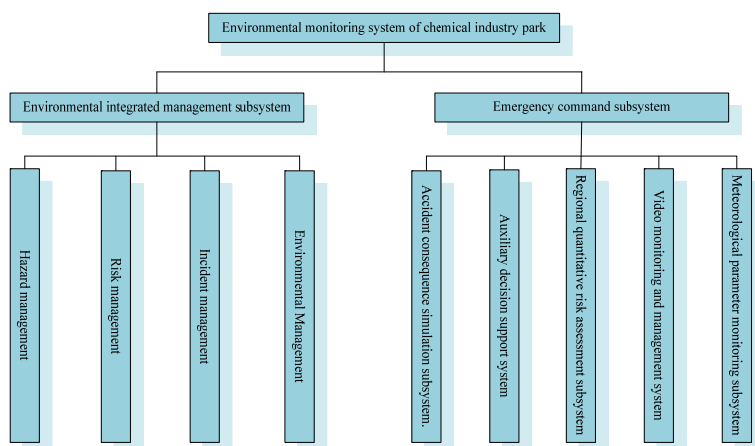 Environmental monitoring system of chemical industry park
Environmental integrated management subsystem
Emergency command subsystem
Hazard management
Risk management
Incident management
Environmental Management
Accident consequence simulation subsystem.
Auxiliary decision support system
Regional quantitative risk assessment subsystem
Video monitoring and management system
Meteorological parameter monitoring subsystem